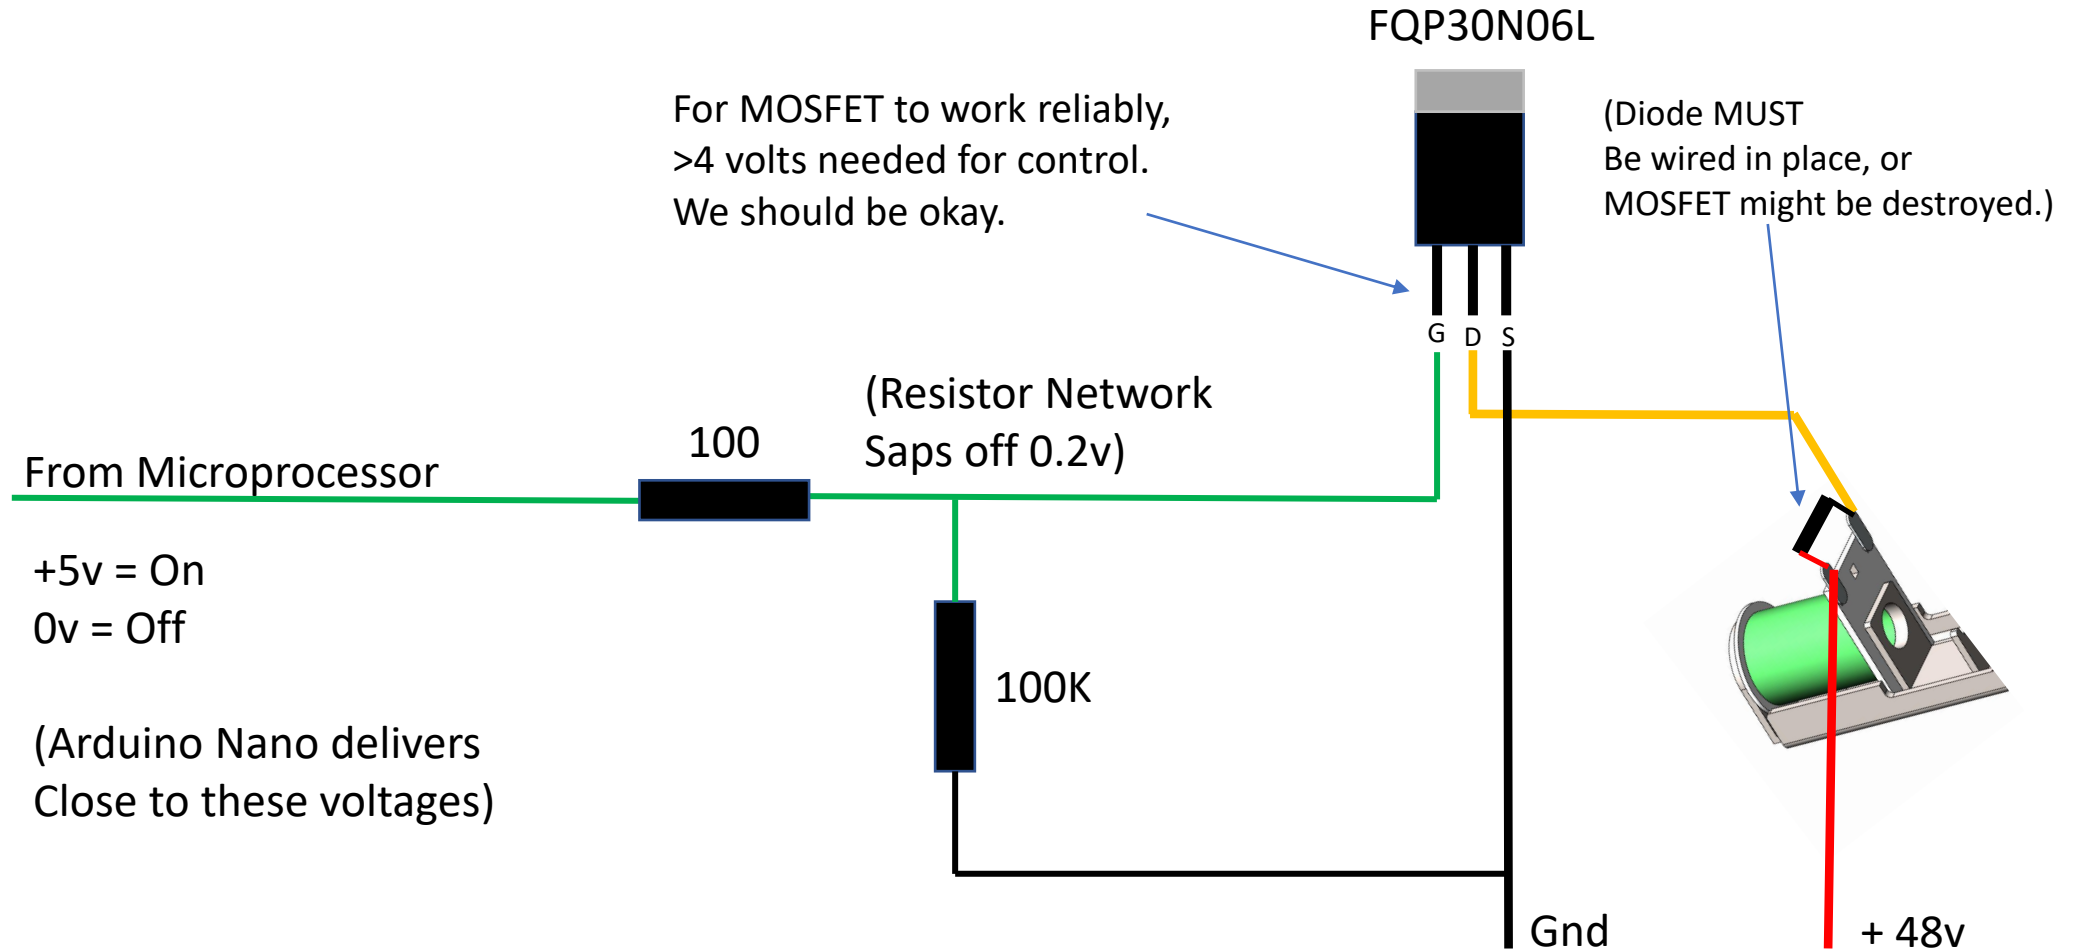 FQP30N06L
For MOSFET to work reliably,
>4 volts needed for control.
We should be okay.
(Diode MUST
Be wired in place, or
MOSFET might be destroyed.)
G D S
(Resistor Network
Saps off 0.2v)
100
From Microprocessor
+5v = On
0v = Off
100K
(Arduino Nano delivers
Close to these voltages)
Gnd
+ 48v